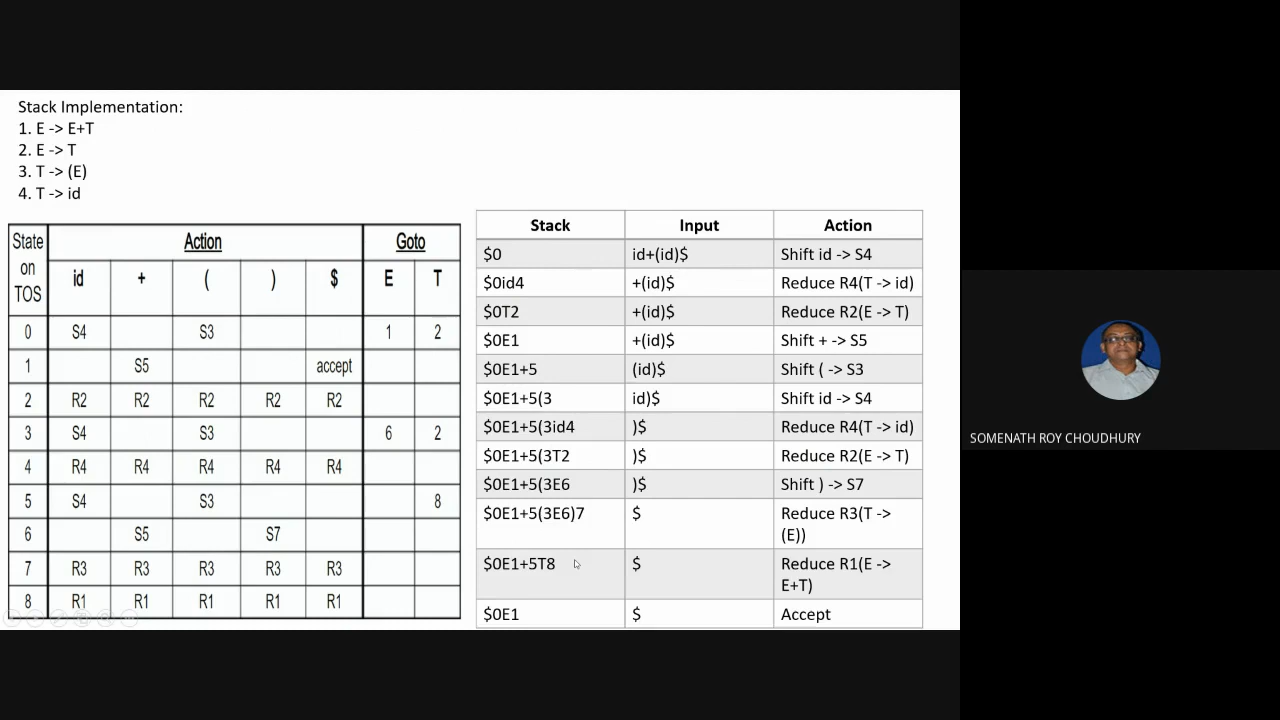 Stack Implementation:
1. E -> E+T
2. E -> T
3. T -> (E)
4. T -> id
State on TOS Action Goto
id + ( ) $ E T
0 S4 S3 1 2
1 S5 accept
2 R2 R2 R2 R2 R2
3 S4 S3 6 2
4 R4 R4 R4 R4 R4
5 S4 S3 8
6 S5 S7
7 R3 R3 R3 R3 R3
8 R1 R1 R1 R1 R1
Stack Input Action
$0 id+(id)$ Shift id -> S4
$0id4 +(id)$ Reduce R4(T -> id)
$0T2 +(id)$ Reduce R2(E -> T)
$0E1 +(id)$ Shift + -> S5
$0E1+5 (id)$ Shift ( -> S3
$0E1+5(3 id)$ Shift id -> S4
$0E1+5(3id4 )$ Reduce R4(T -> id)
$0E1+5(3T2 )$ Reduce R2(E -> T)
$0E1+5(3E6 )$ Shift ) -> S7
$0E1+5(3E6)7 $ Reduce R3(T ->
(E))
$0E1+5T8 $ Reduce R1(E ->
E+T)
$0E1 $ Accept
SOMENATH ROY CHOUDHURY